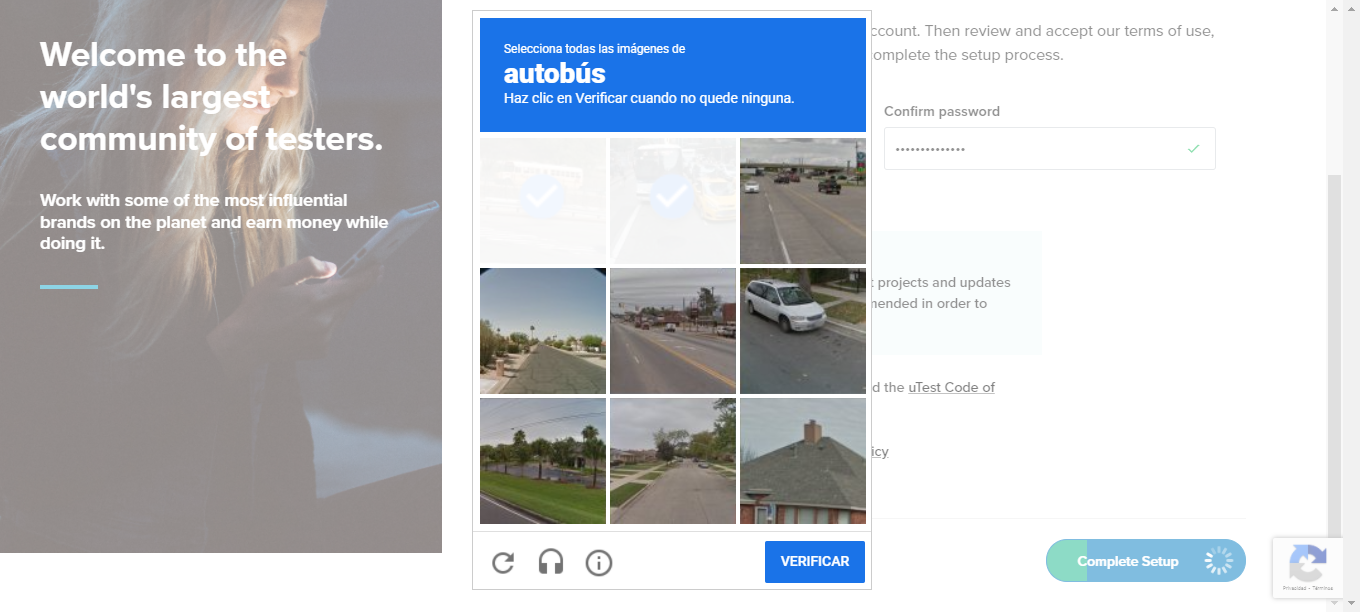 Welcome to the
world's largest
community of testers.
Work with some of the most influential
brands on the planet and earn money while
doing it.
Selecciona todas las imágenes de
autobús
Haz clic en Verificar cuando no quede ninguna.
VERIFICAR
ccount. Then review and accept our terms of use,
omplete the setup process.
Confirm password
••••••••••••••
t projects and updates
nended in order to
d the uTest Code of
icy
Complete Setup
Privacidad - Términos